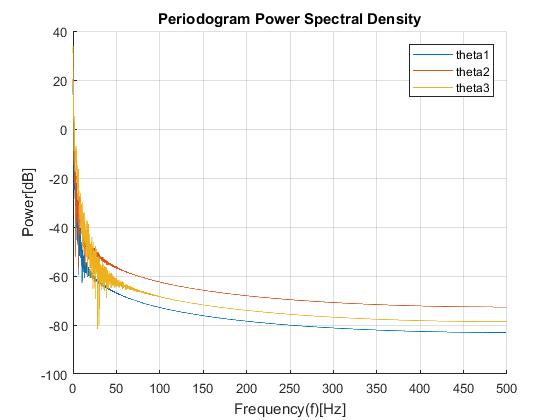 Periodogram Power Spectral Density
theta1
theta2
theta3
Power[dB]
40
20
0
-20
-40
-60
-80
-100
0 50 100 150 200 250 300 350 400 450 500
Frequency(f)[Hz]